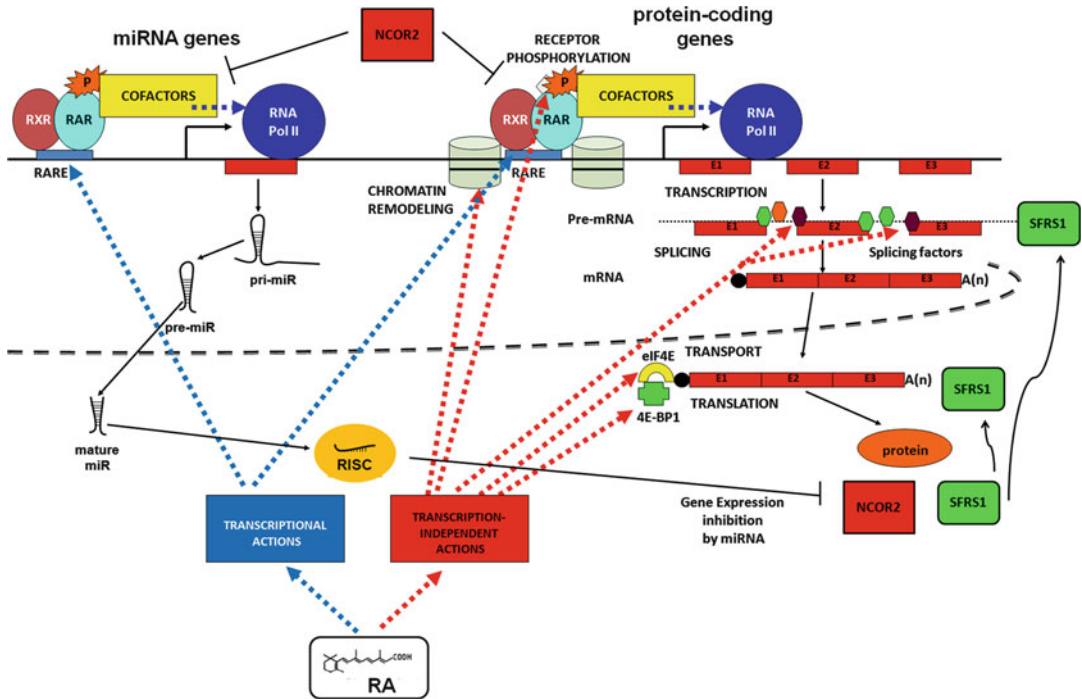 miRNA genes
NCOR2
protein-coding
genes
RECEPTOR
PHOSPHORYLATION
P
COFACTORS
RXR
RAR
RNA
Pol II
RARE
P
COFACTORS
RXR
RAR
RNA
Pol II
RARE
E1
E2
E3
CHROMATIN
REMODELING
TRANSCRIPTION
Pre-mRNA
E1
E2
E3
SFRS1
SPLICING
Splicing factors
pri-miR
mRNA
E1
E2
E3
A(n)
pre-miR
TRANSPORT
eIF4E
E1
E2
E3
A(n)
4E-BP1
TRANSLATION
SFRS1
mature
miR
RISC
protein
NCOR2
SFRS1
Gene Expression
inhibition
by miRNA
TRANSCRIPTIONAL
ACTIONS
TRANSCRIPTION-
INDEPENDENT
ACTIONS
COOH
RA